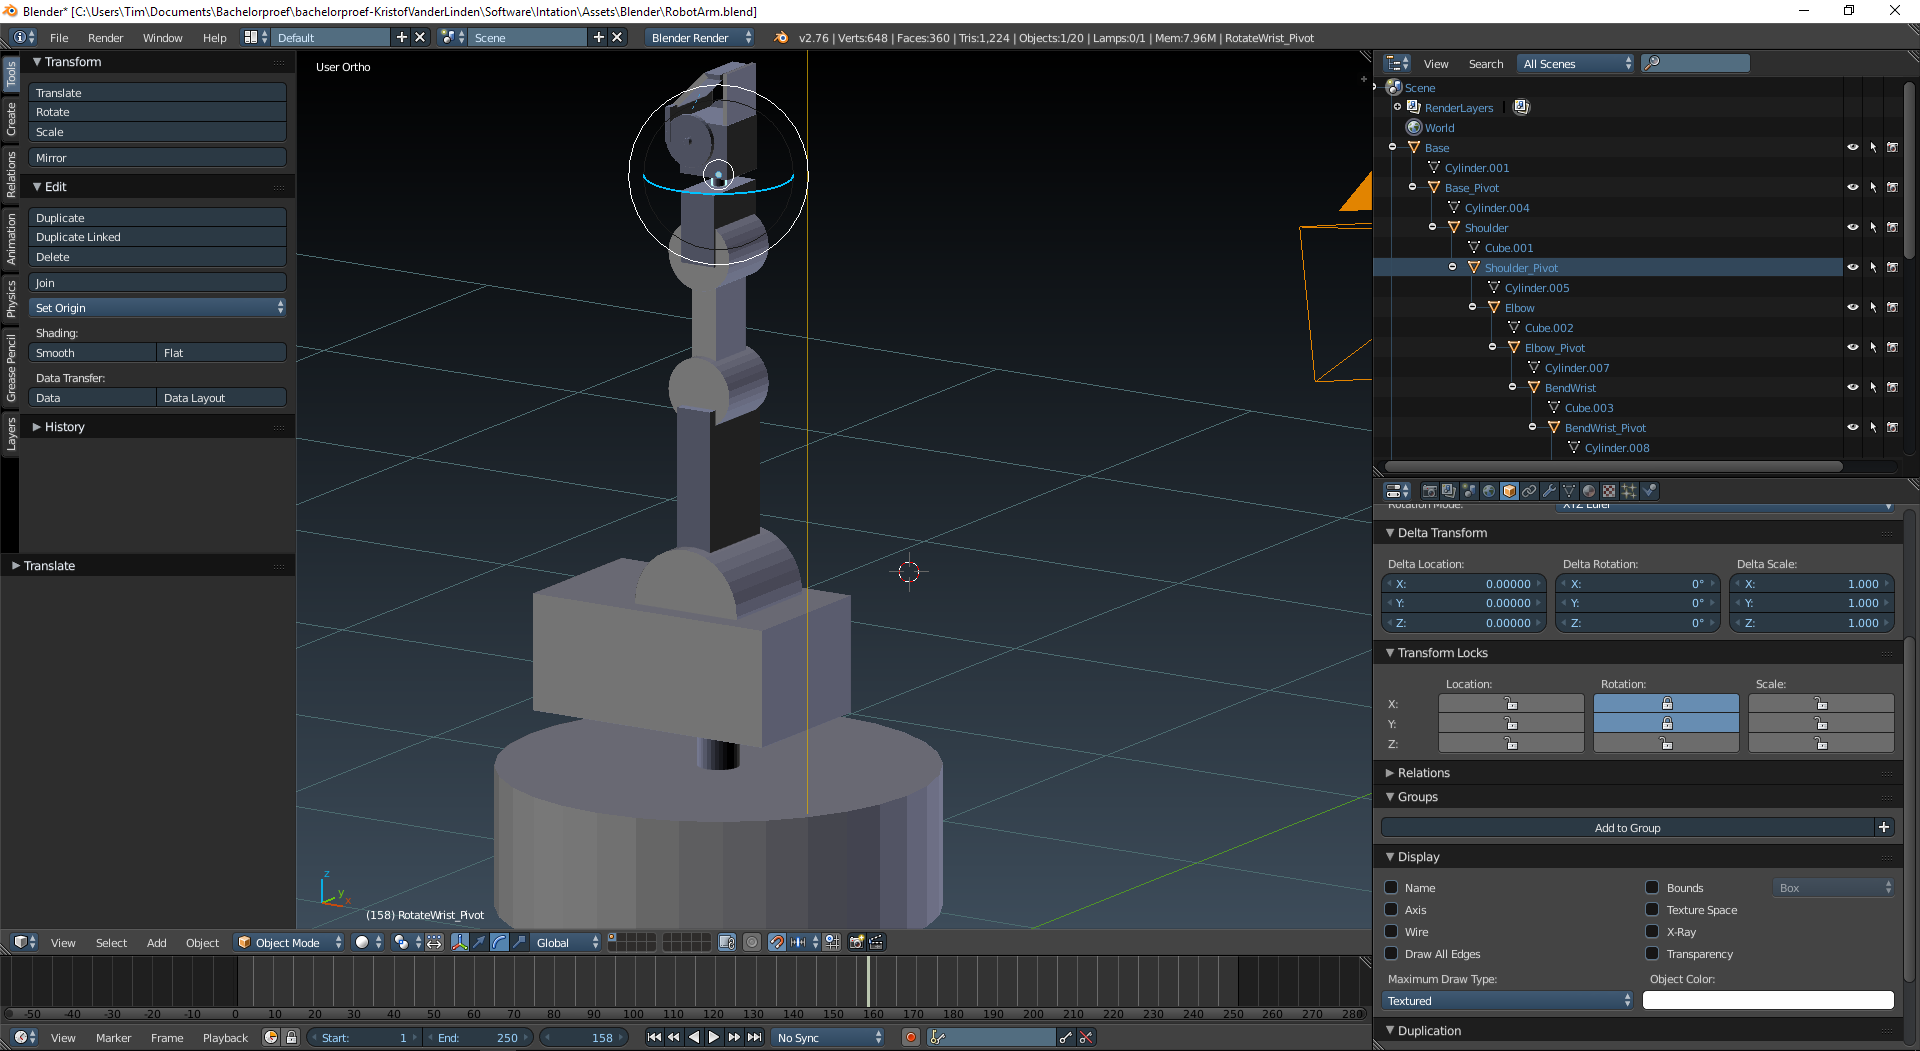 Blender* [C:\Users\Tim\Documents\Bachelorproef\bachelorproef-KristofVanderLinden\Software\Intation\Assets\Blender\RobotArm.blend]
File Render Window Help Default Scene Blender Render v2.76 | Verts:648 | Faces:360 | Tris:1,224 | Objects:1/20 | Lamps:0/1 | Mem:7.96M | RotateWrist_Pivot
Tools
Create
Relations
Animation
Physics
Grease Pencil
Layers
Transform
Translate
Rotate
Scale
Mirror
Edit
Duplicate
Duplicate Linked
Delete
Join
Set Origin
Shading:
Smooth Flat
Data Transfer:
Data Data Layout
History
Translate
User Ortho
z
y
x
(158) RotateWrist_Pivot
View Select Add Object Object Mode Global
-50 -40 -30 -20 -10 0 10 20 30 40 50 60 70 80 90 100 110 120 130 140 150 160 170 180 190 200 210 220 230 240 250 260 270 280
View Marker Frame Playback Start: 1 End: 250 158 No Sync
View Search All Scenes
Scene
RenderLayers
World
Base
Cylinder.001
Base_Pivot
Cylinder.004
Shoulder
Cube.001
Shoulder_Pivot
Cylinder.005
Elbow
Cube.002
Elbow_Pivot
Cylinder.007
BendWrist
Cube.003
BendWrist_Pivot
Cylinder.008
Rotation Mode: XYZ Euler
Delta Transform
Delta Location: Delta Rotation: Delta Scale:
X: 0.00000 X: 0° X: 1.000
Y: 0.00000 Y: 0° Y: 1.000
Z: 0.00000 Z: 0° Z: 1.000
Transform Locks
Location: Rotation: Scale:
X:
Y:
Z:
Relations
Groups
Add to Group
Display
Name Bounds Box
Axis Texture Space
Wire X-Ray
Draw All Edges Transparency
Maximum Draw Type: Object Color:
Textured
Duplication